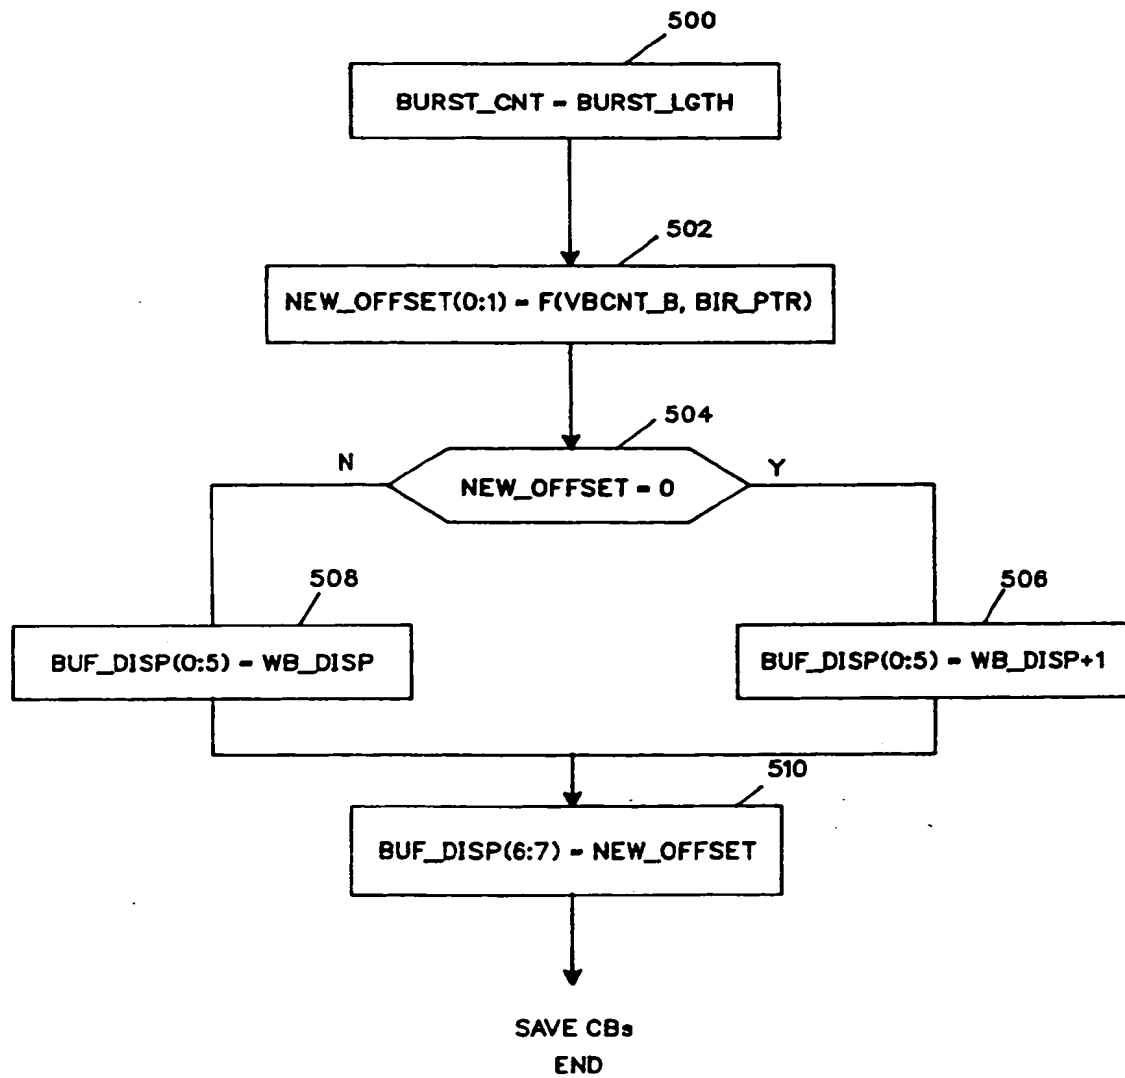 500
BURST_CNT = BURST_LGTH
502
NEW_OFFSET(0:1) = F(VBCNT_B, BIR_PTR)
504
N
Y
NEW_OFFSET = 0
508
506
BUF_DISP(0:5) = WB_DISP
BUF_DISP(0:5) = WB_DISP+1
510
BUF_DISP(6:7) = NEW_OFFSET
SAVE CBs
END